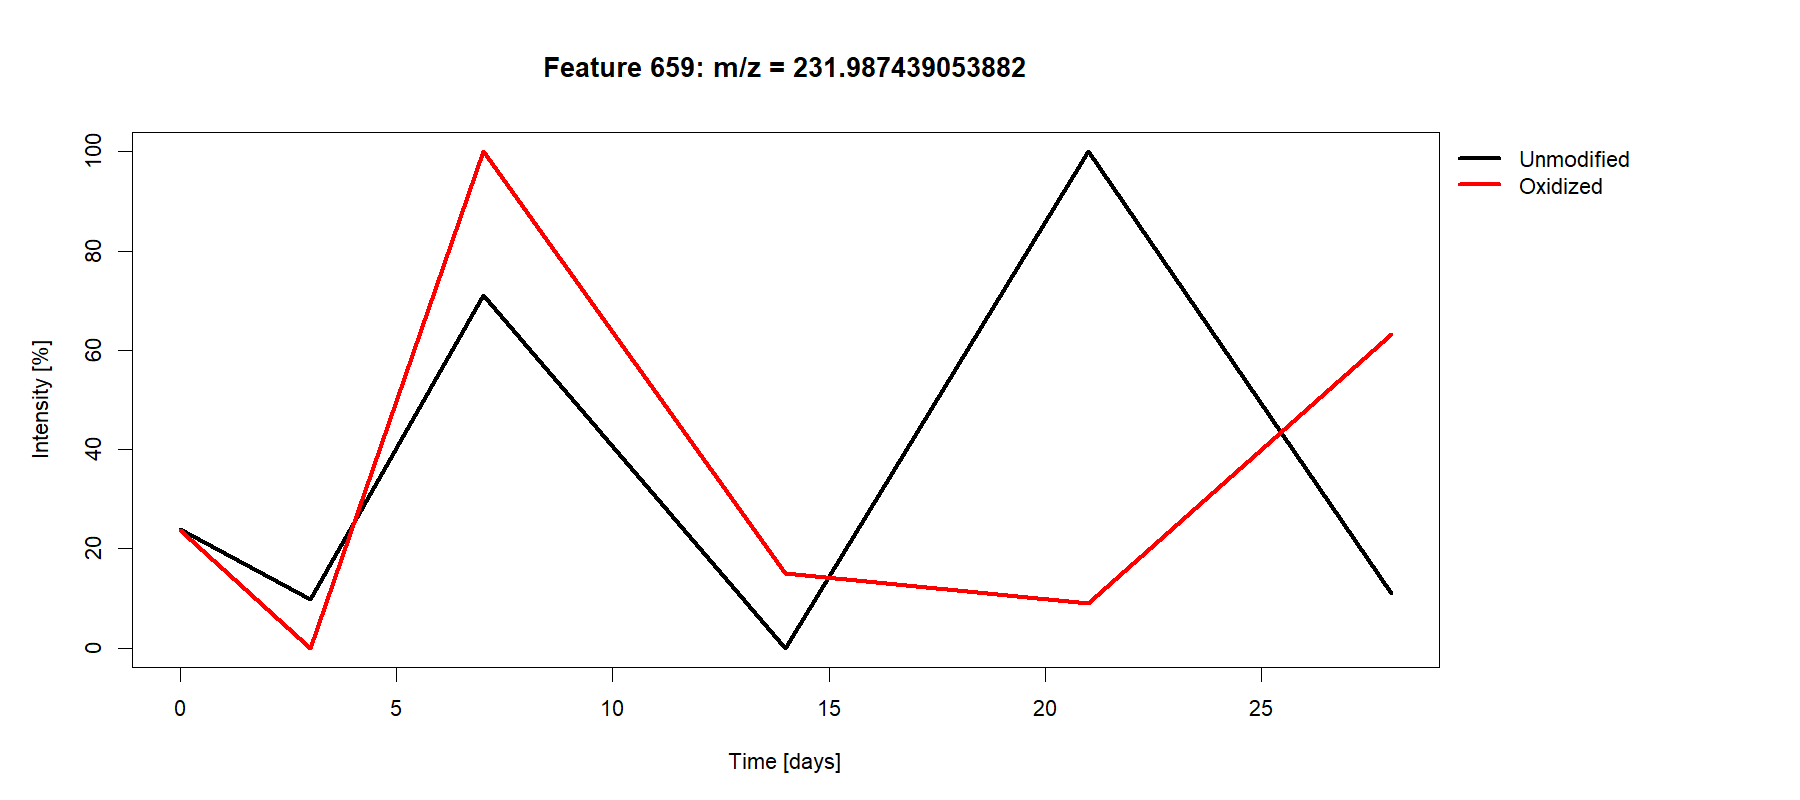 Feature 659: m/z = 231.987439053882
Unmodified
Oxidized
Intensity [%]
100
80
60
40
20
0
0 5 10 15 20 25
Time [days]